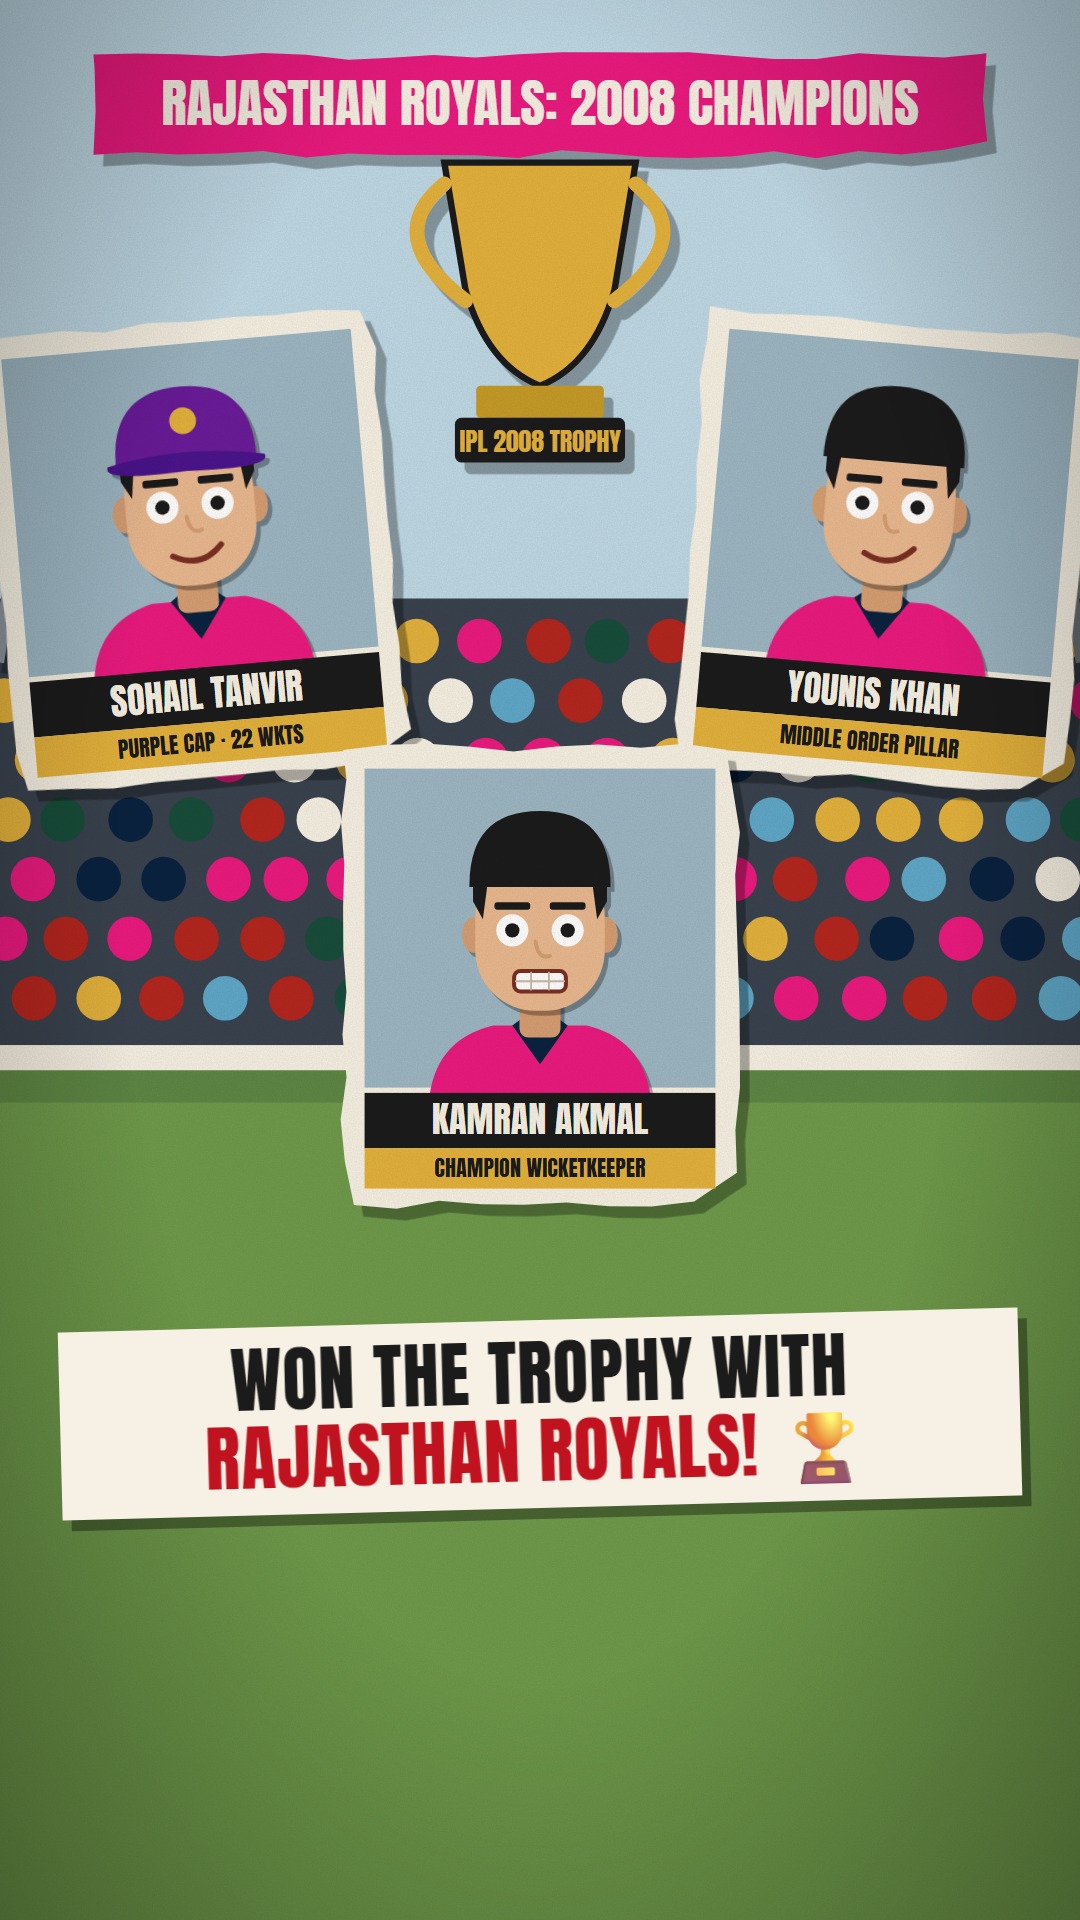 RAJASTHAN ROYALS: 2008 CHAMPIONS
IPL 2008 TROPHY
SOHAIL TANVIR
PURPLE CAP · 22 WKTS
YOUNIS KHAN
MIDDLE ORDER PILLAR
KAMRAN AKMAL
CHAMPION WICKETKEEPER
WON THE TROPHY WITH
RAJASTHAN ROYALS! 🏆